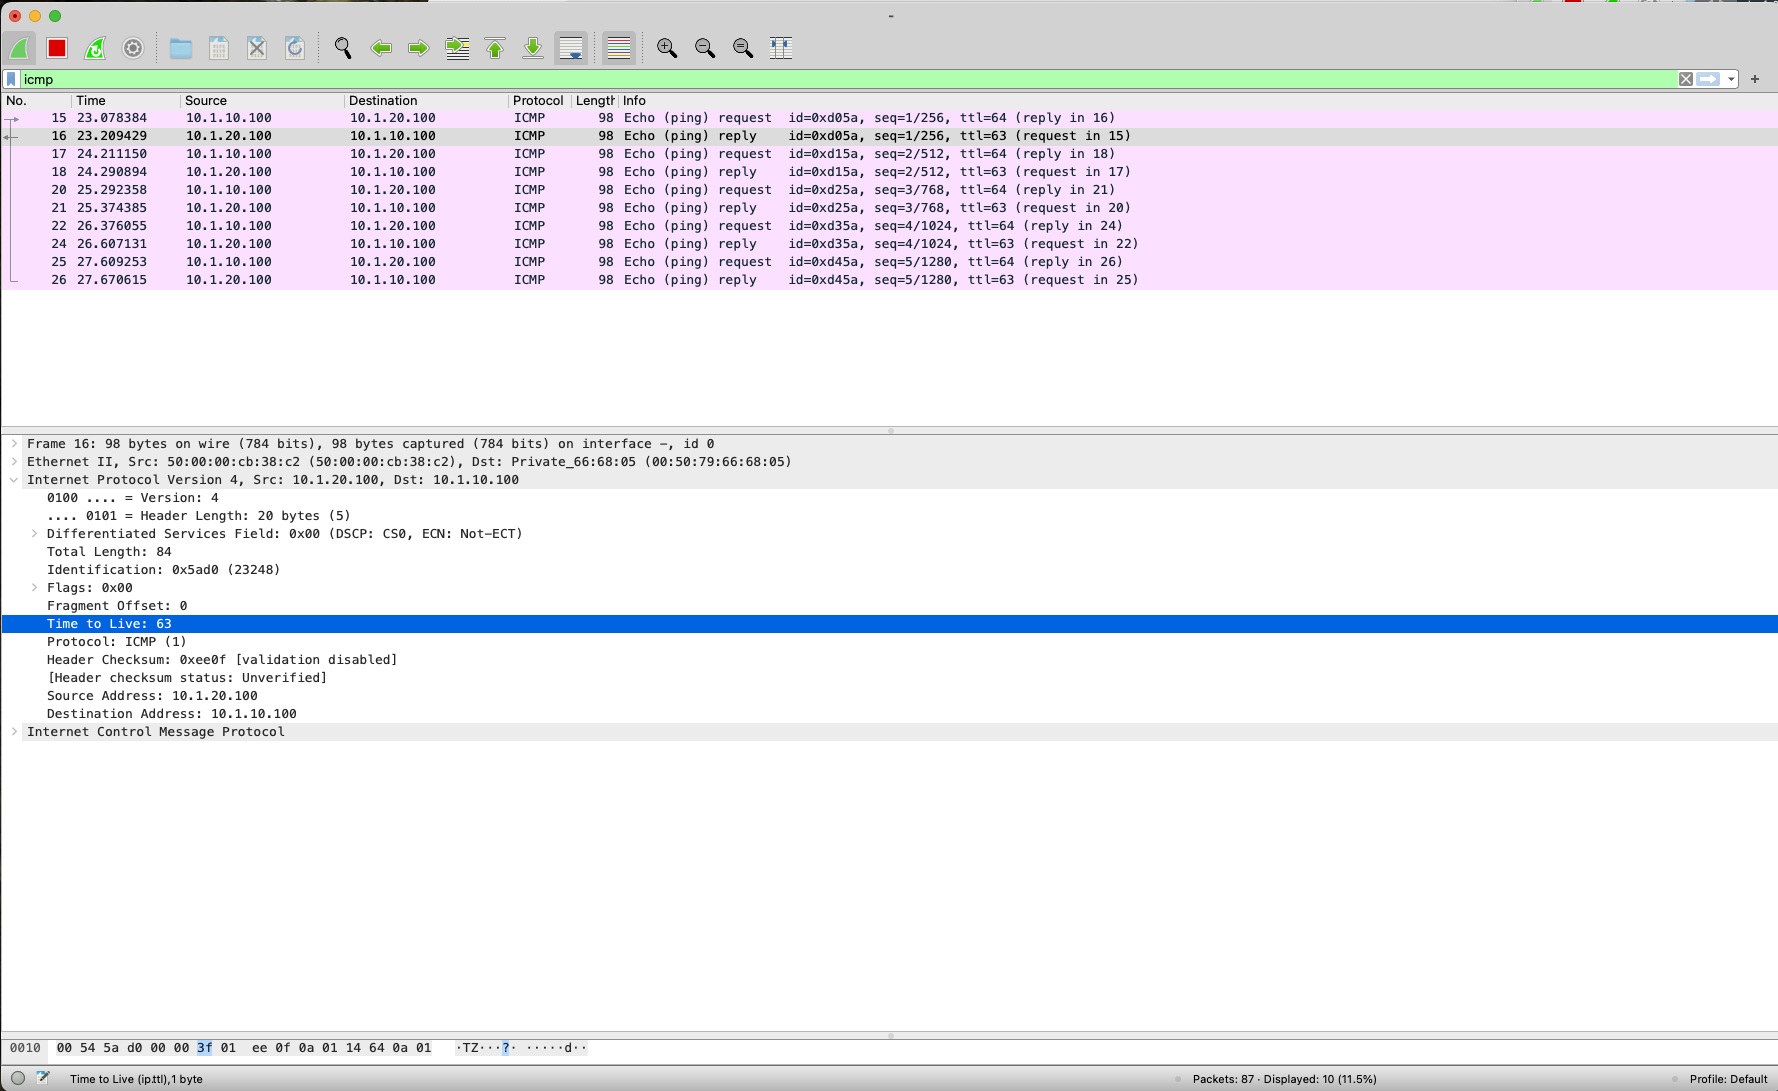 -
icmp
No. Time Source Destination Protocol Length Info
15 23.078384 10.1.10.100 10.1.20.100 ICMP 98 Echo (ping) request id=0xd05a, seq=1/256, ttl=64 (reply in 16)
16 23.209429 10.1.20.100 10.1.10.100 ICMP 98 Echo (ping) reply id=0xd05a, seq=1/256, ttl=63 (request in 15)
17 24.211150 10.1.10.100 10.1.20.100 ICMP 98 Echo (ping) request id=0xd15a, seq=2/512, ttl=64 (reply in 18)
18 24.290894 10.1.20.100 10.1.10.100 ICMP 98 Echo (ping) reply id=0xd15a, seq=2/512, ttl=63 (request in 17)
20 25.292358 10.1.10.100 10.1.20.100 ICMP 98 Echo (ping) request id=0xd25a, seq=3/768, ttl=64 (reply in 21)
21 25.374385 10.1.20.100 10.1.10.100 ICMP 98 Echo (ping) reply id=0xd25a, seq=3/768, ttl=63 (request in 20)
22 26.376055 10.1.10.100 10.1.20.100 ICMP 98 Echo (ping) request id=0xd35a, seq=4/1024, ttl=64 (reply in 24)
24 26.607131 10.1.20.100 10.1.10.100 ICMP 98 Echo (ping) reply id=0xd35a, seq=4/1024, ttl=63 (request in 22)
25 27.609253 10.1.10.100 10.1.20.100 ICMP 98 Echo (ping) request id=0xd45a, seq=5/1280, ttl=64 (reply in 26)
26 27.670615 10.1.20.100 10.1.10.100 ICMP 98 Echo (ping) reply id=0xd45a, seq=5/1280, ttl=63 (request in 25)
Frame 16: 98 bytes on wire (784 bits), 98 bytes captured (784 bits) on interface –, id 0
Ethernet II, Src: 50:00:00:cb:38:c2 (50:00:00:cb:38:c2), Dst: Private_66:68:05 (00:50:79:66:68:05)
Internet Protocol Version 4, Src: 10.1.20.100, Dst: 10.1.10.100
0100 .... = Version: 4
.... 0101 = Header Length: 20 bytes (5)
Differentiated Services Field: 0x00 (DSCP: CS0, ECN: Not-ECT)
Total Length: 84
Identification: 0x5ad0 (23248)
Flags: 0x00
Fragment Offset: 0
Time to Live: 63
Protocol: ICMP (1)
Header Checksum: 0xee0f [validation disabled]
[Header checksum status: Unverified]
Source Address: 10.1.20.100
Destination Address: 10.1.10.100
Internet Control Message Protocol
0010 00 54 5a d0 00 00 3f 01 ee 0f 0a 01 14 64 0a 01 ·TZ···?· ·····d··
Time to Live (ip.ttl), 1 byte Packets: 87 · Displayed: 10 (11.5%) Profile: Default